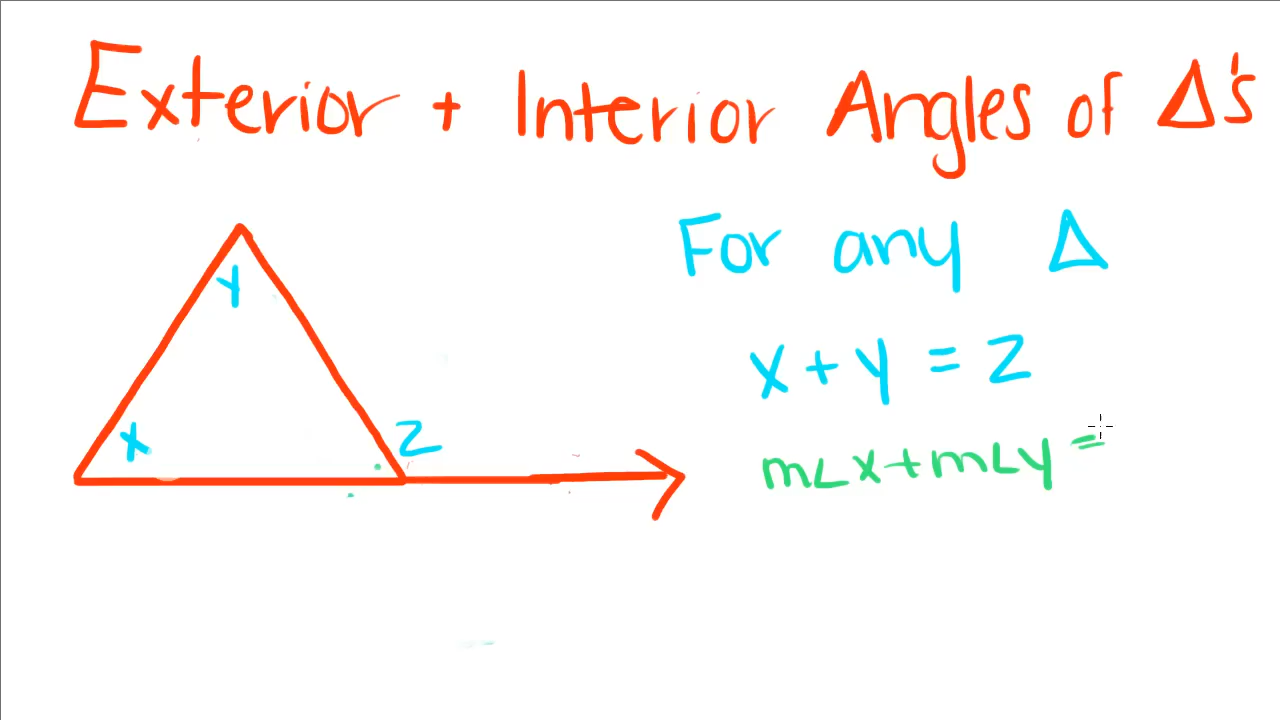 Exterior + Interior Angles of Δ's
For any Δ
y
x + y = z
x
z
m∠x+m∠y =